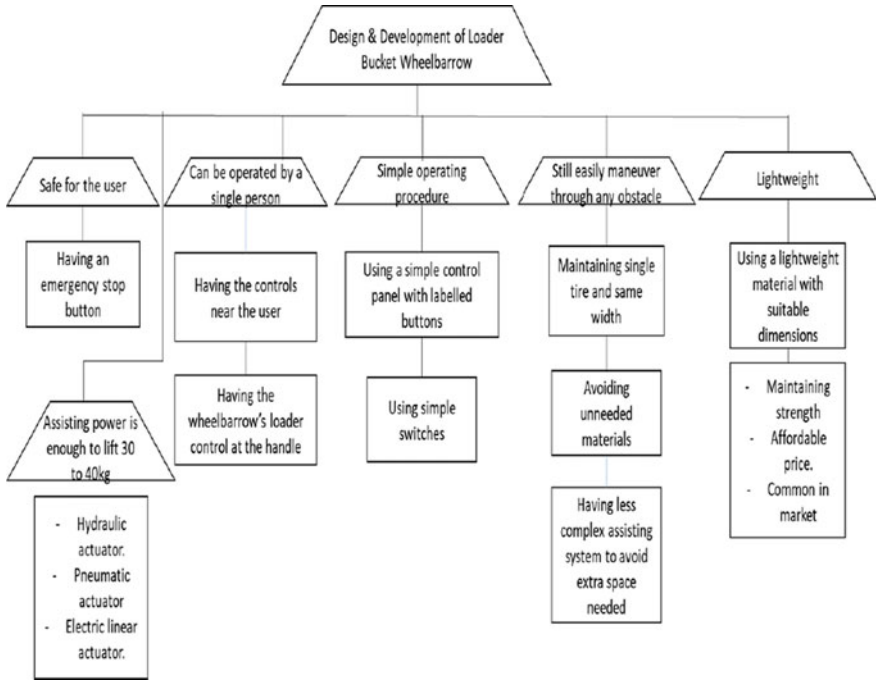 Design & Development of Loader
Bucket Wheelbarrow
Safe for the user
Having an
emergency stop
button
Assisting power is
enough to lift 30
to 40kg
- Hydraulic
actuator.
- Pneumatic
actuator
- Electric linear
actuator.
Can be operated by a
single person
Having the controls
near the user
Having the
wheelbarrow's loader
control at the handle
Simple operating
procedure
Using a simple control
panel with labelled
buttons
Using simple
switches
Still easily maneuver
through any obstacle
Maintaining single
tire and same
width
Avoiding
unneeded
materials
Having less
complex assisting
system to avoid
extra space
needed
Lightweight
Using a lightweight
material with
suitable
dimensions
- Maintaining
strength
- Affordable
price.
- Common in
market